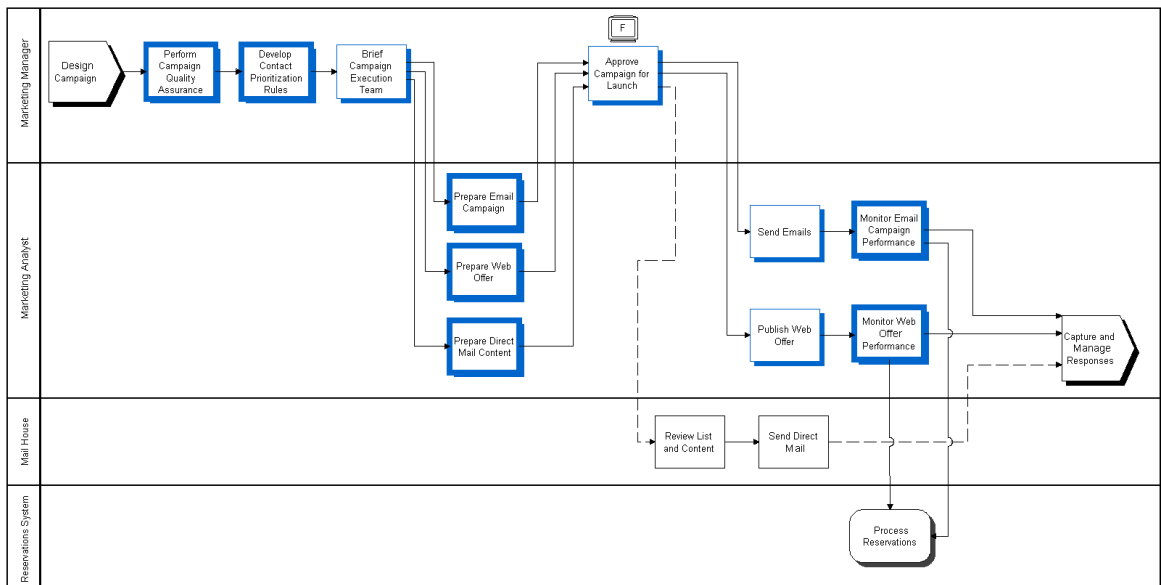 Marketing Manager
Design
Campaign
Perform
Campaign
Quality
Assurance
Develop
Contact
Prioritization
Rules
Brief
Campaign
Execution
Team
F
Approve
Campaign for
Launch
Marketing Analyst
Prepare Email
Campaign
Prepare Web
Offer
Prepare Direct
Mail Content
Send Emails
Monitor Email
Campaign
Performance
Publish Web
Offer
Monitor Web
Offer
Performance
Capture and
Manage
Responses
Mail House
Review List
and Content
Send Direct
Mail
Reservations System
Process
Reservations